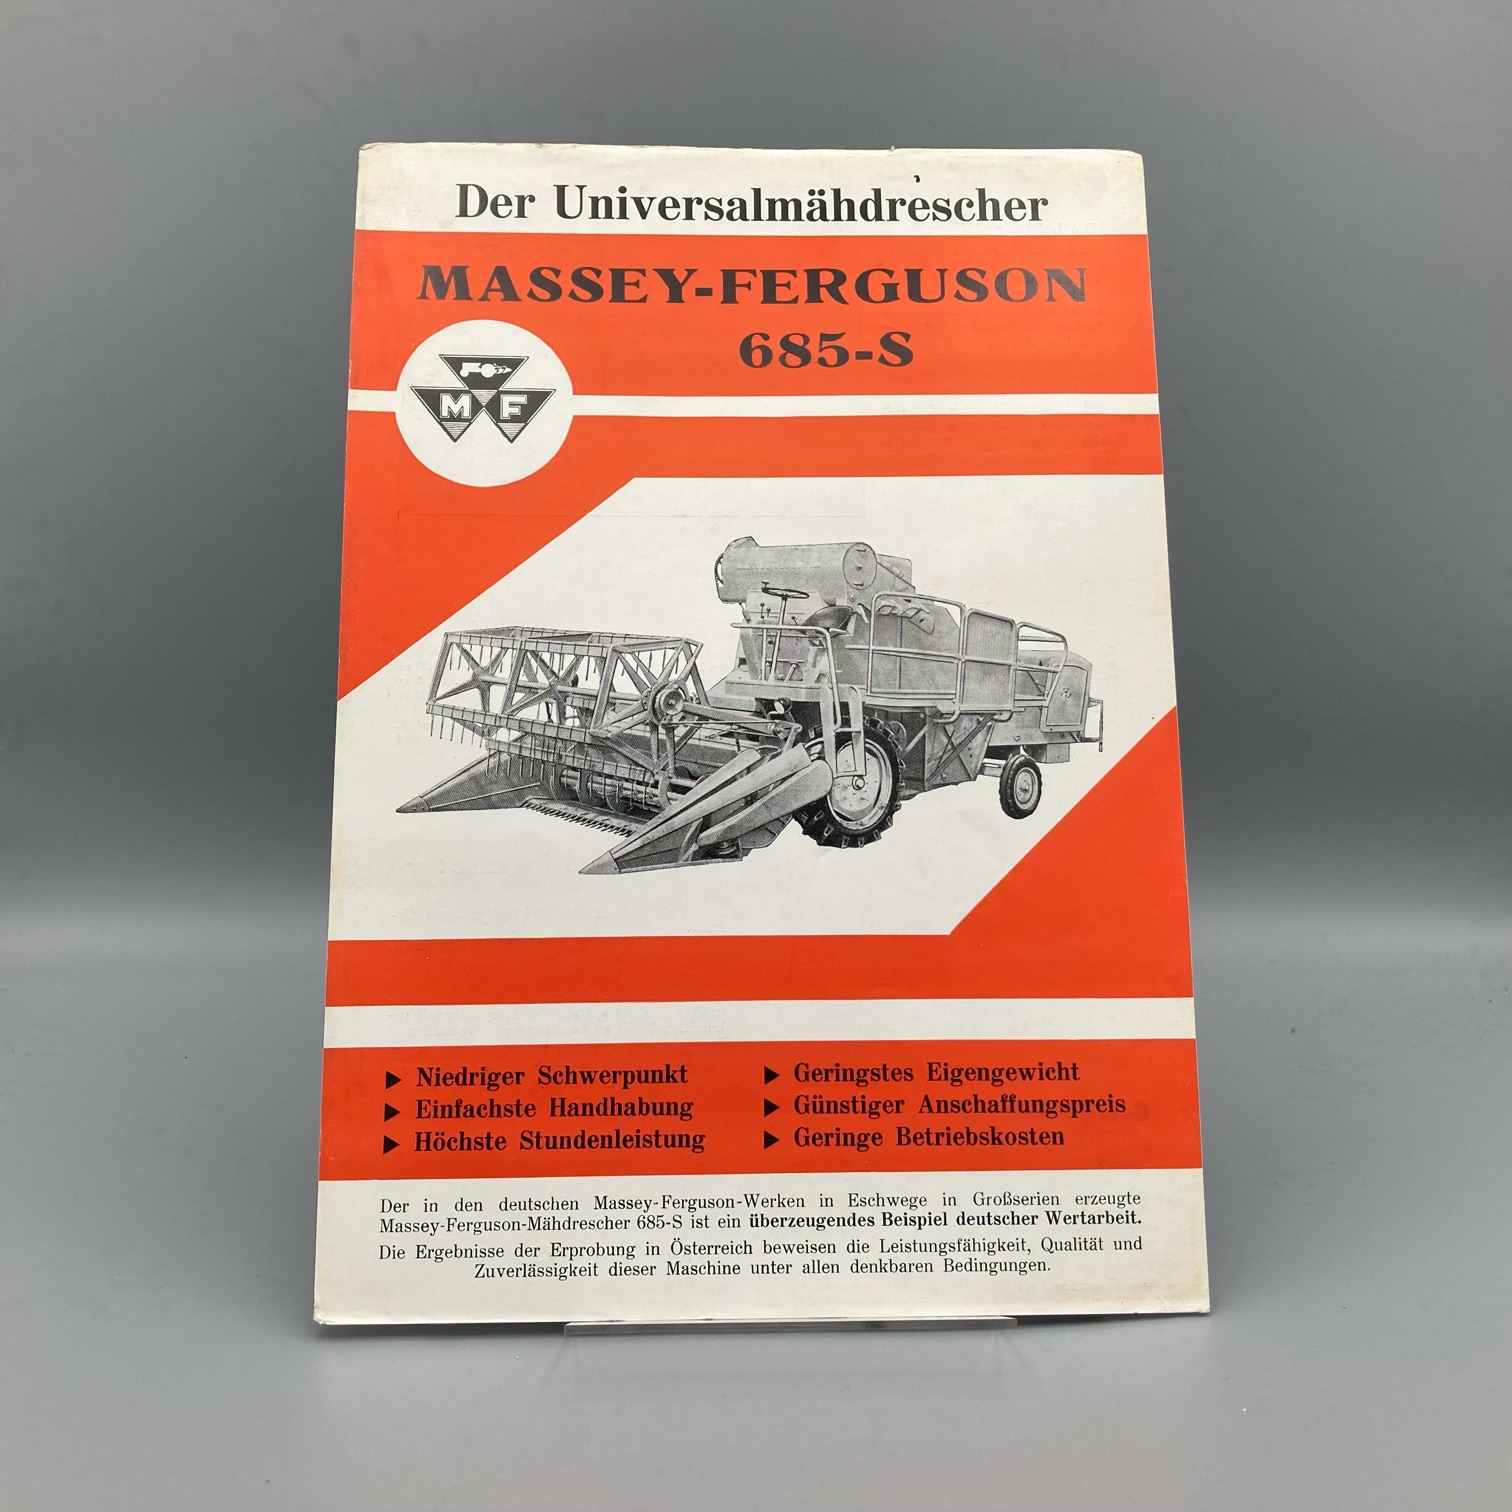 Der Universalmähdrescher
MASSEY-FERGUSON
685-S
M F
▶ Niedriger Schwerpunkt
▶ Einfachste Handhabung
▶ Höchste Stundenleistung
▶ Geringstes Eigengewicht
▶ Günstiger Anschaffungspreis
▶ Geringe Betriebskosten
Der in den deutschen Massey-Ferguson-Werken in Eschwege in Großserien erzeugte
Massey-Ferguson-Mähdrescher 685-S ist ein überzeugendes Beispiel deutscher Wertarbeit.
Die Ergebnisse der Erprobung in Österreich beweisen die Leistungsfähigkeit, Qualität und
Zuverlässigkeit dieser Maschine unter allen denkbaren Bedingungen.